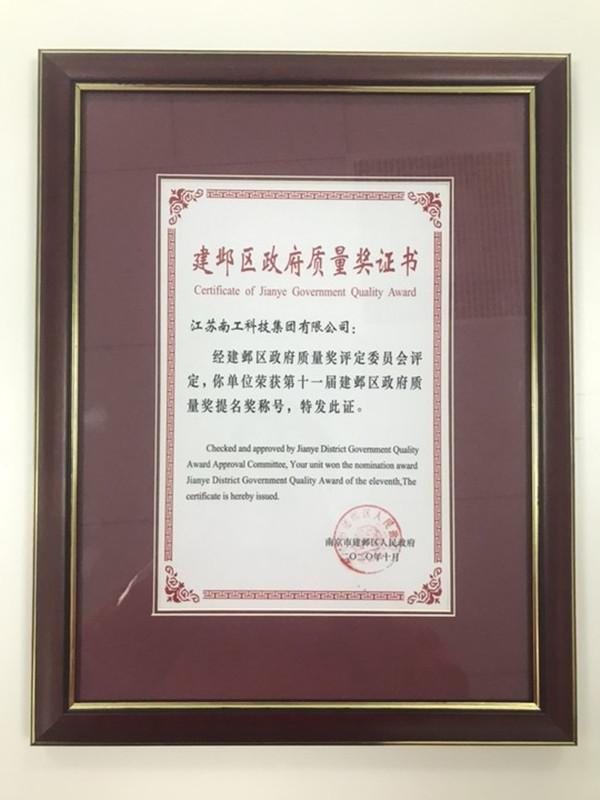 建邺区政府质量奖证书
Certificate of Jianye Government Quality Award
江苏南工科技集团有限公司：
经建邺区政府质量奖评定委员会评
定，你单位荣获第十一届建邺区政府质
量奖提名奖称号，特发此证。
Checked and approved by Jianye District Government Quality
Award Approval Committee, Your unit won the nomination award
Jianye District Government Quality Award of the eleventh,The
certificate is hereby issued.
南京市建邺区人民政府
二〇二〇年十月